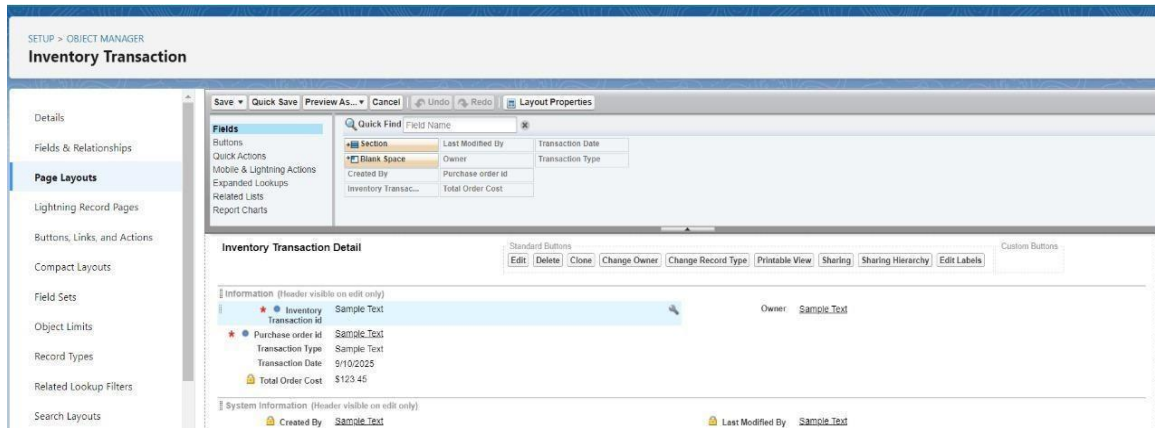 SETUP > OBJECT MANAGER
Inventory Transaction
Details
Fields & Relationships
Page Layouts
Lightning Record Pages
Buttons, Links, and Actions
Compact Layouts
Field Sets
Object Limits
Record Types
Related Lookup Filters
Search Layouts
Save Quick Save Preview As... Cancel Undo Redo Layout Properties
Fields
Buttons
Quick Actions
Mobile & Lightning Actions
Expanded Lookups
Related Lists
Report Charts
Quick Find Field Name
Section Last Modified By Transaction Date
Blank Space Owner Transaction Type
Created By Purchase order id
Inventory Transac... Total Order Cost
Inventory Transaction Detail
Standard Buttons
Edit Delete Clone Change Owner Change Record Type Printable View Sharing Sharing Hierarchy Edit Labels
Custom Buttons
Information (Header visible on edit only)
* Inventory Transaction id Sample Text Owner Sample Text
* Purchase order id Sample Text
Transaction Type Sample Text
Transaction Date 9/10/2025
Total Order Cost $123.45
System Information (Header visible on edit only)
Created By Sample Text Last Modified By Sample Text